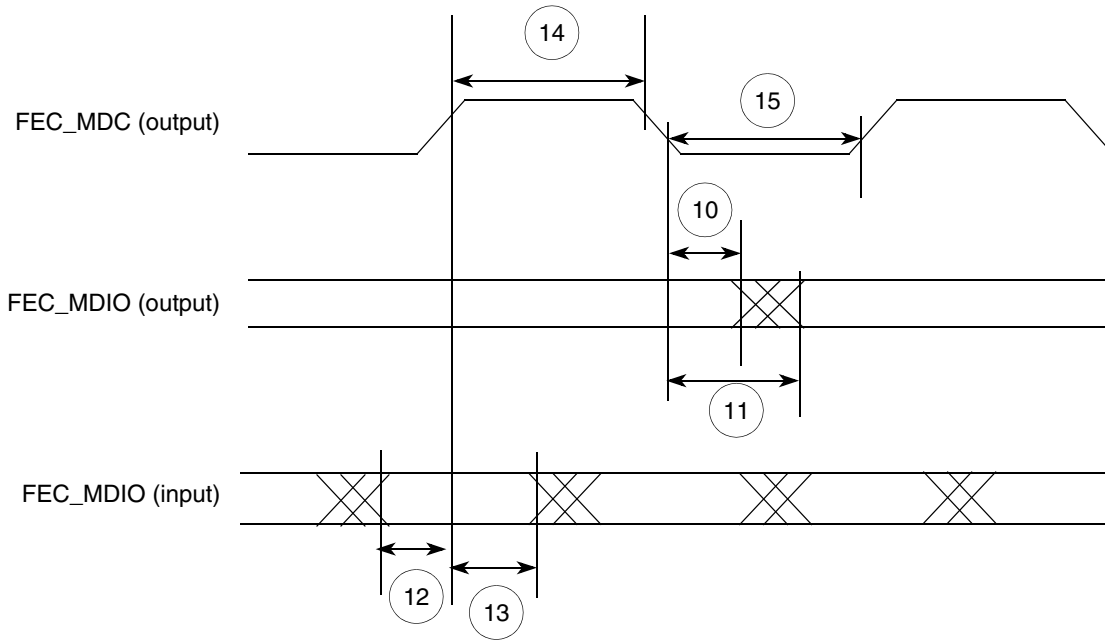 14
FEC_MDC (output)
15
10
FEC_MDIO (output)
11
FEC_MDIO (input)
12
13